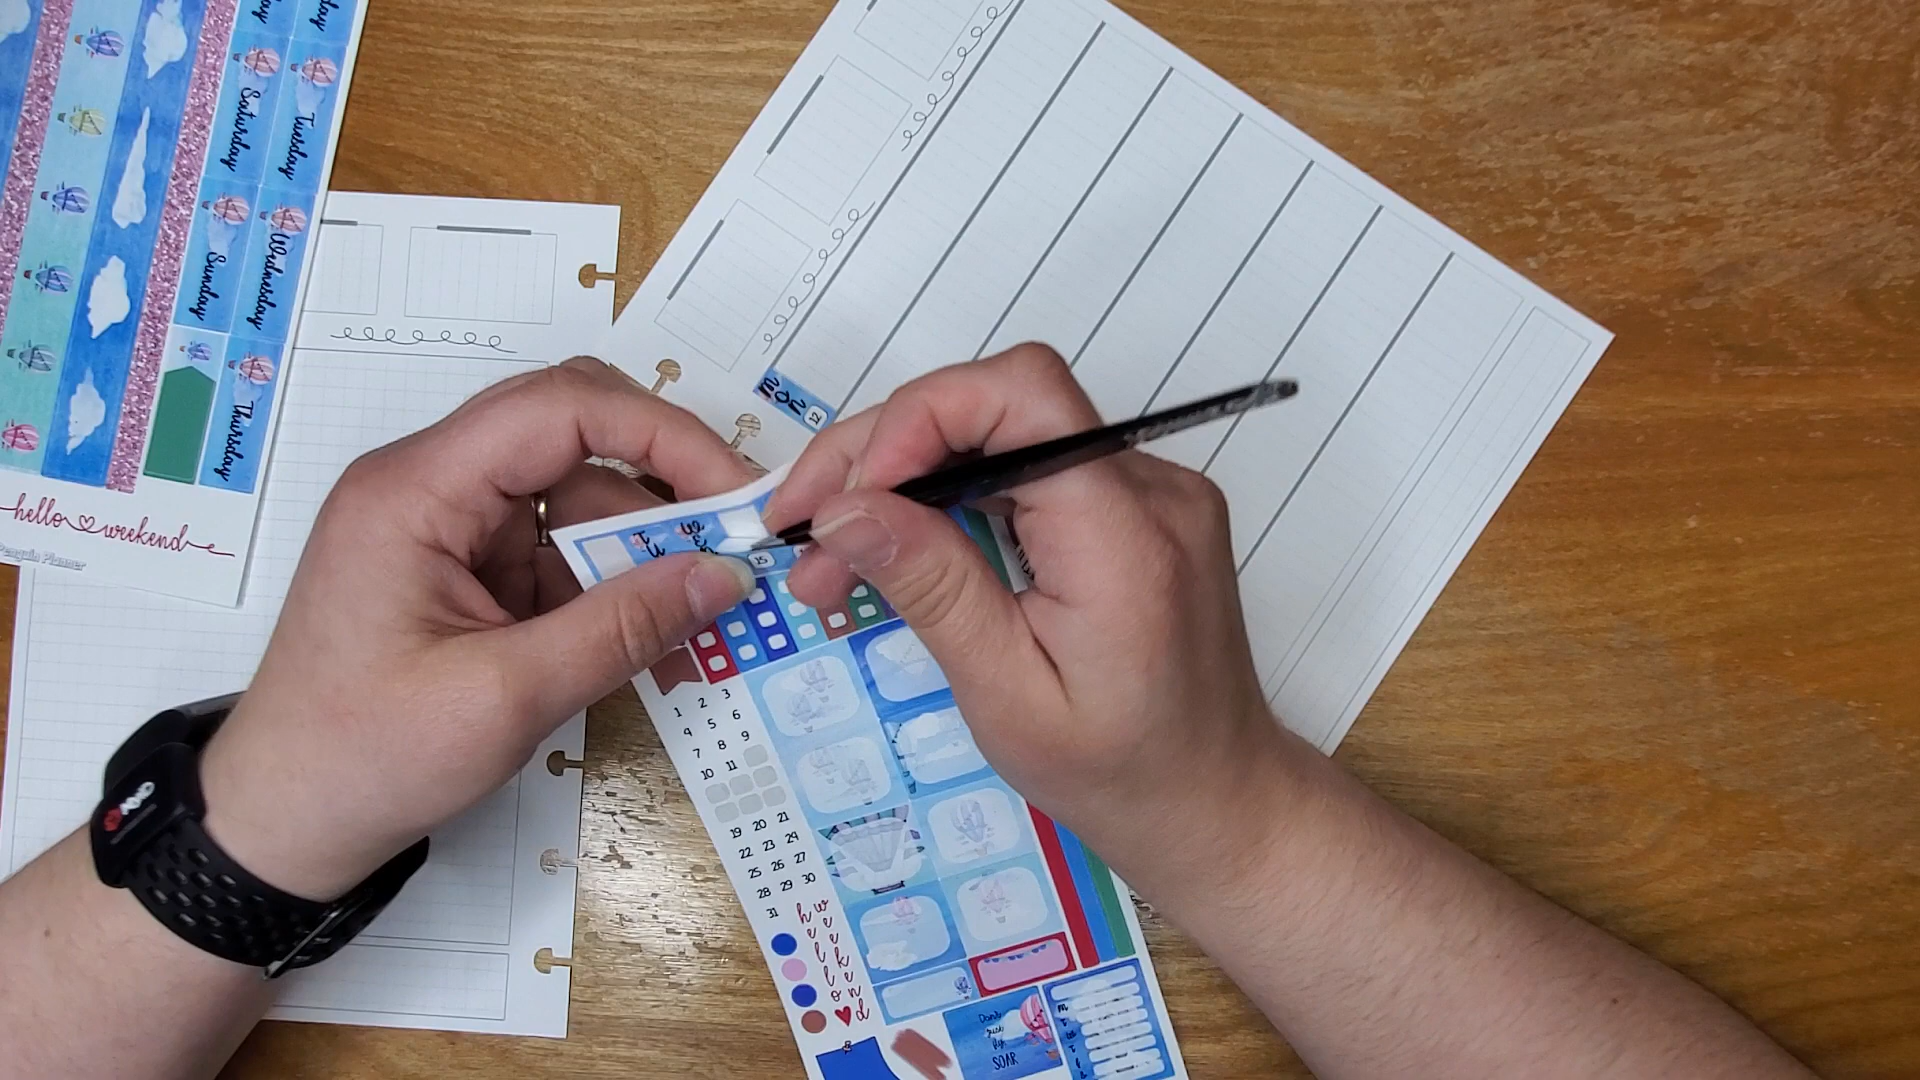 Saturday
Tuesday
Sunday
Wednesday
Thursday
hello weekend
Penguin Planner
mon
12
15
1 2 3
4 5 6
7 8 9
10 11
19 20 21
22 23 24
25 26 27
28 29 30
31
hello
weekend
Don't
just
fly
SOAR